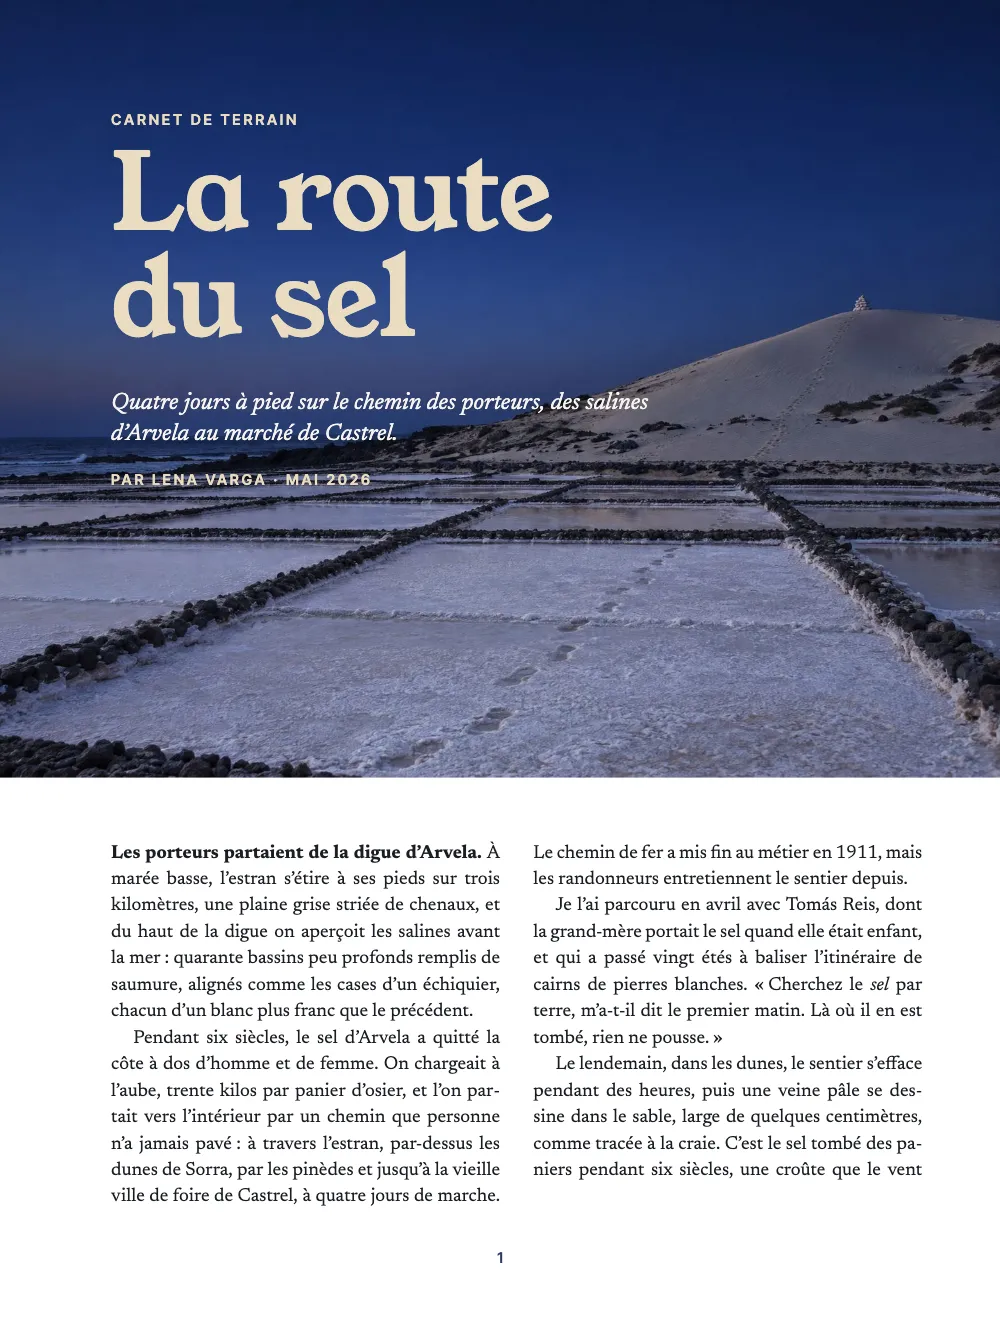 CARNET DE TERRAIN
La route
du sel
Quatre jours à pied sur le chemin des porteurs, des salines
d’Arvela au marché de Castrel.
PAR LENA VARGA · MAI 2026
Les porteurs partaient de la digue d’Arvela. À
marée basse, l’estran s’étire à ses pieds sur trois
kilomètres, une plaine grise striée de chenaux, et
du haut de la digue on aperçoit les salines avant
la mer : quarante bassins peu profonds remplis de
saumure, alignés comme les cases d’un échiquier,
chacun d’un blanc plus franc que le précédent.
Pendant six siècles, le sel d’Arvela a quitté la
côte à dos d’homme et de femme. On chargeait à
l’aube, trente kilos par panier d’osier, et l’on par-
tait vers l’intérieur par un chemin que personne
n’a jamais pavé : à travers l’estran, par-dessus les
dunes de Sorra, par les pinèdes et jusqu’à la vieille
ville de foire de Castrel, à quatre jours de marche.
Le chemin de fer a mis fin au métier en 1911, mais
les randonneurs entretiennent le sentier depuis.
Je l’ai parcouru en avril avec Tomás Reis, dont
la grand-mère portait le sel quand elle était enfant,
et qui a passé vingt étés à baliser l’itinéraire de
cairns de pierres blanches. « Cherchez le sel par
terre, m’a-t-il dit le premier matin. Là où il en est
tombé, rien ne pousse. »
Le lendemain, dans les dunes, le sentier s’efface
pendant des heures, puis une veine pâle se des-
sine dans le sable, large de quelques centimètres,
comme tracée à la craie. C’est le sel tombé des pa-
niers pendant six siècles, une croûte que le vent
1